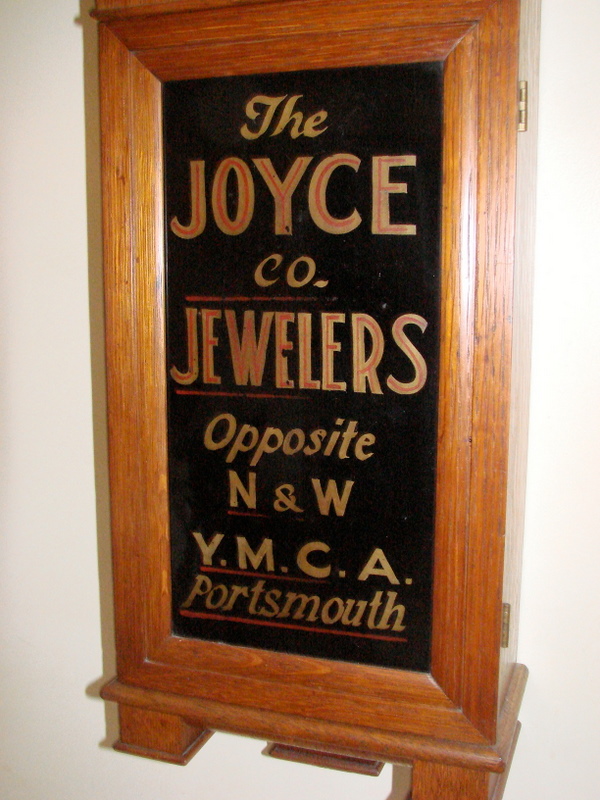 The
JOYCE
CO.
JEWELERS
Opposite
N & W
Y.M.C.A.
Portsmouth